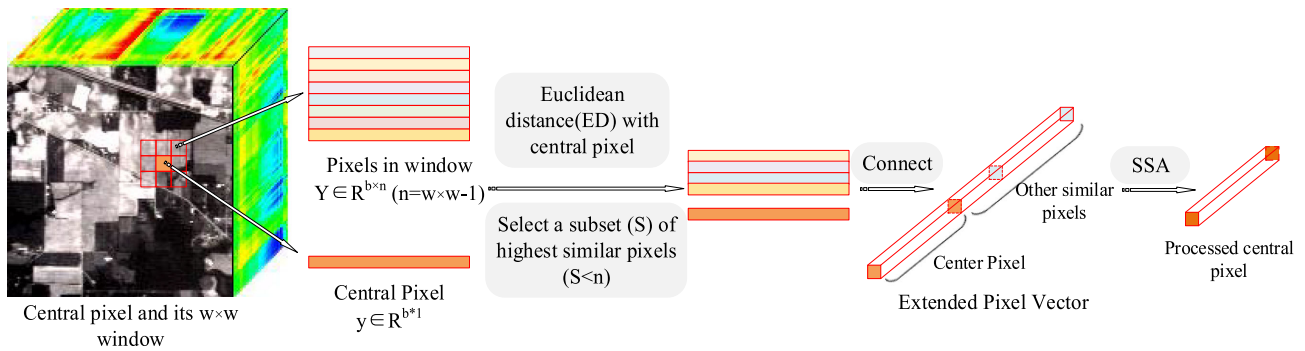 Central pixel and its w×w
window
Pixels in window
Y∈R^{b×n} (n=w×w-1)
Central Pixel
y∈R^{b*1}
Euclidean
distance(ED) with
central pixel
Select a subset (S) of
highest similar pixels
(S<n)
Connect
Other similar
pixels
Center Pixel
Extended Pixel Vector
SSA
Processed central
pixel